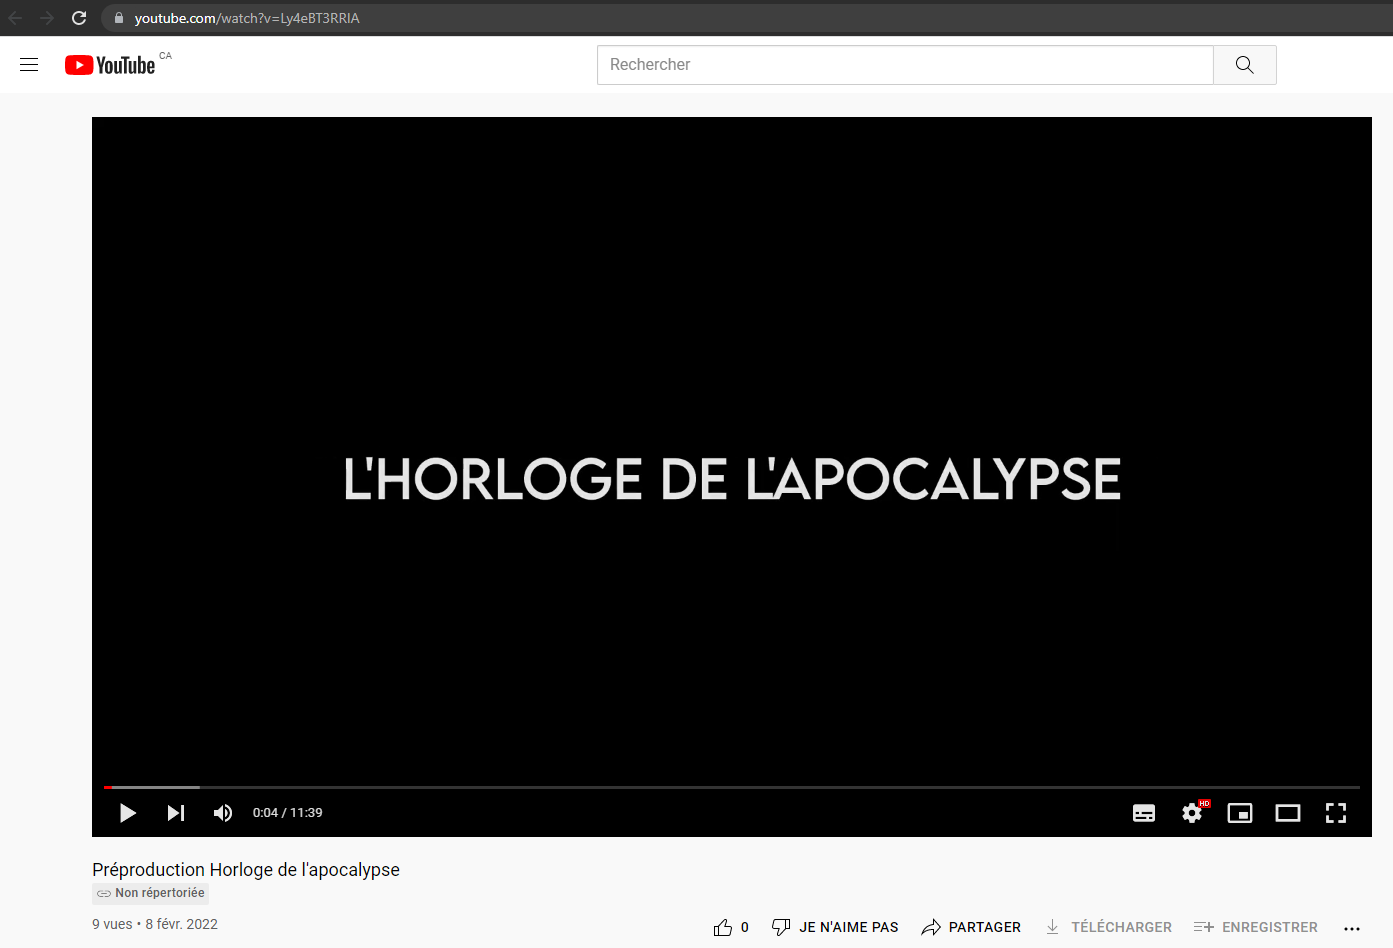 youtube.com/watch?v=Ly4eBT3RRIA
YouTube CA
Rechercher
L'HORLOGE DE L'APOCALYPSE
0:04 / 11:39
HD
Préproduction Horloge de l'apocalypse
Non répertoriée
9 vues • 8 févr. 2022
0 JE N'AIME PAS PARTAGER TÉLÉCHARGER ENREGISTRER